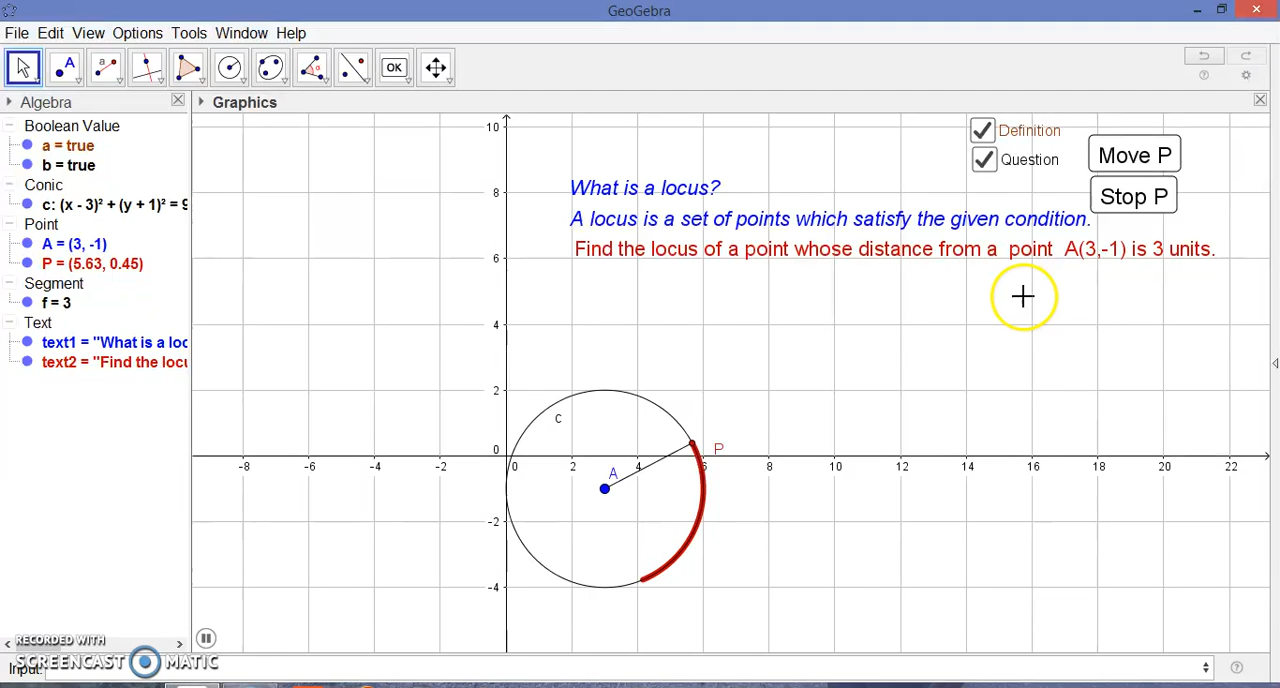 GeoGebra
File Edit View Options Tools Window Help
A a α OK
Algebra
Graphics
Boolean Value
a = true
b = true
Conic
c: (x - 3)² + (y + 1)² = 9
Point
A = (3, -1)
P = (5.63, 0.45)
Segment
f = 3
Text
text1 = "What is a loc
text2 = "Find the locu
Definition
Question
Move P
Stop P
What is a locus?
A locus is a set of points which satisfy the given condition.
Find the locus of a point whose distance from a point A(3,-1) is 3 units.
10
8
6
4
2
0
-2
-4
-8 -6 -4 -2 0 2 4 6 8 10 12 14 16 18 20 22
c
A
P
RECORDED WITH
SCREENCAST MATIC
Input: